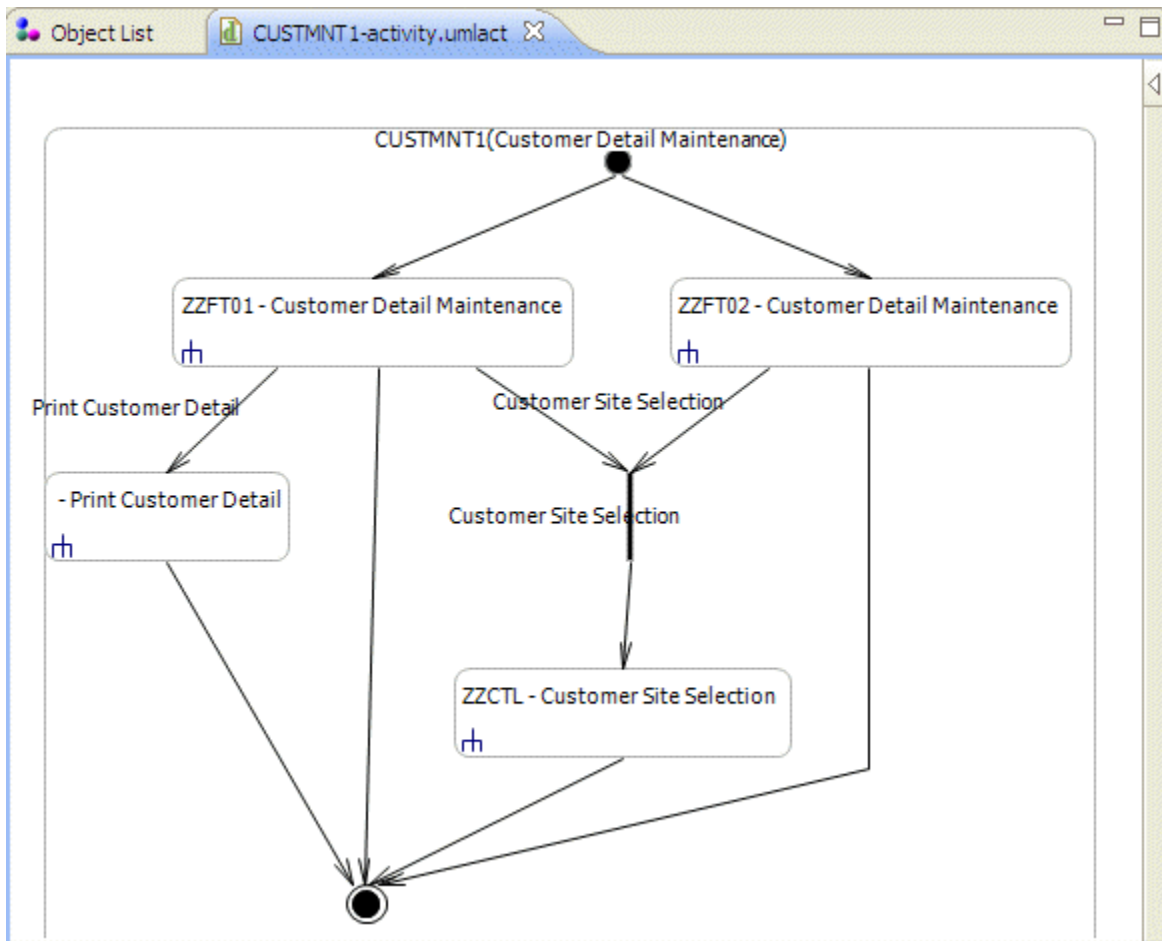 Object List
CUSTMNT1-activity.umlact
CUSTMNT1(Customer Detail Maintenance)
ZZFT01 - Customer Detail Maintenance
ZZFT02 - Customer Detail Maintenance
Print Customer Detail
Customer Site Selection
- Print Customer Detail
Customer Site Selection
ZZCTL - Customer Site Selection